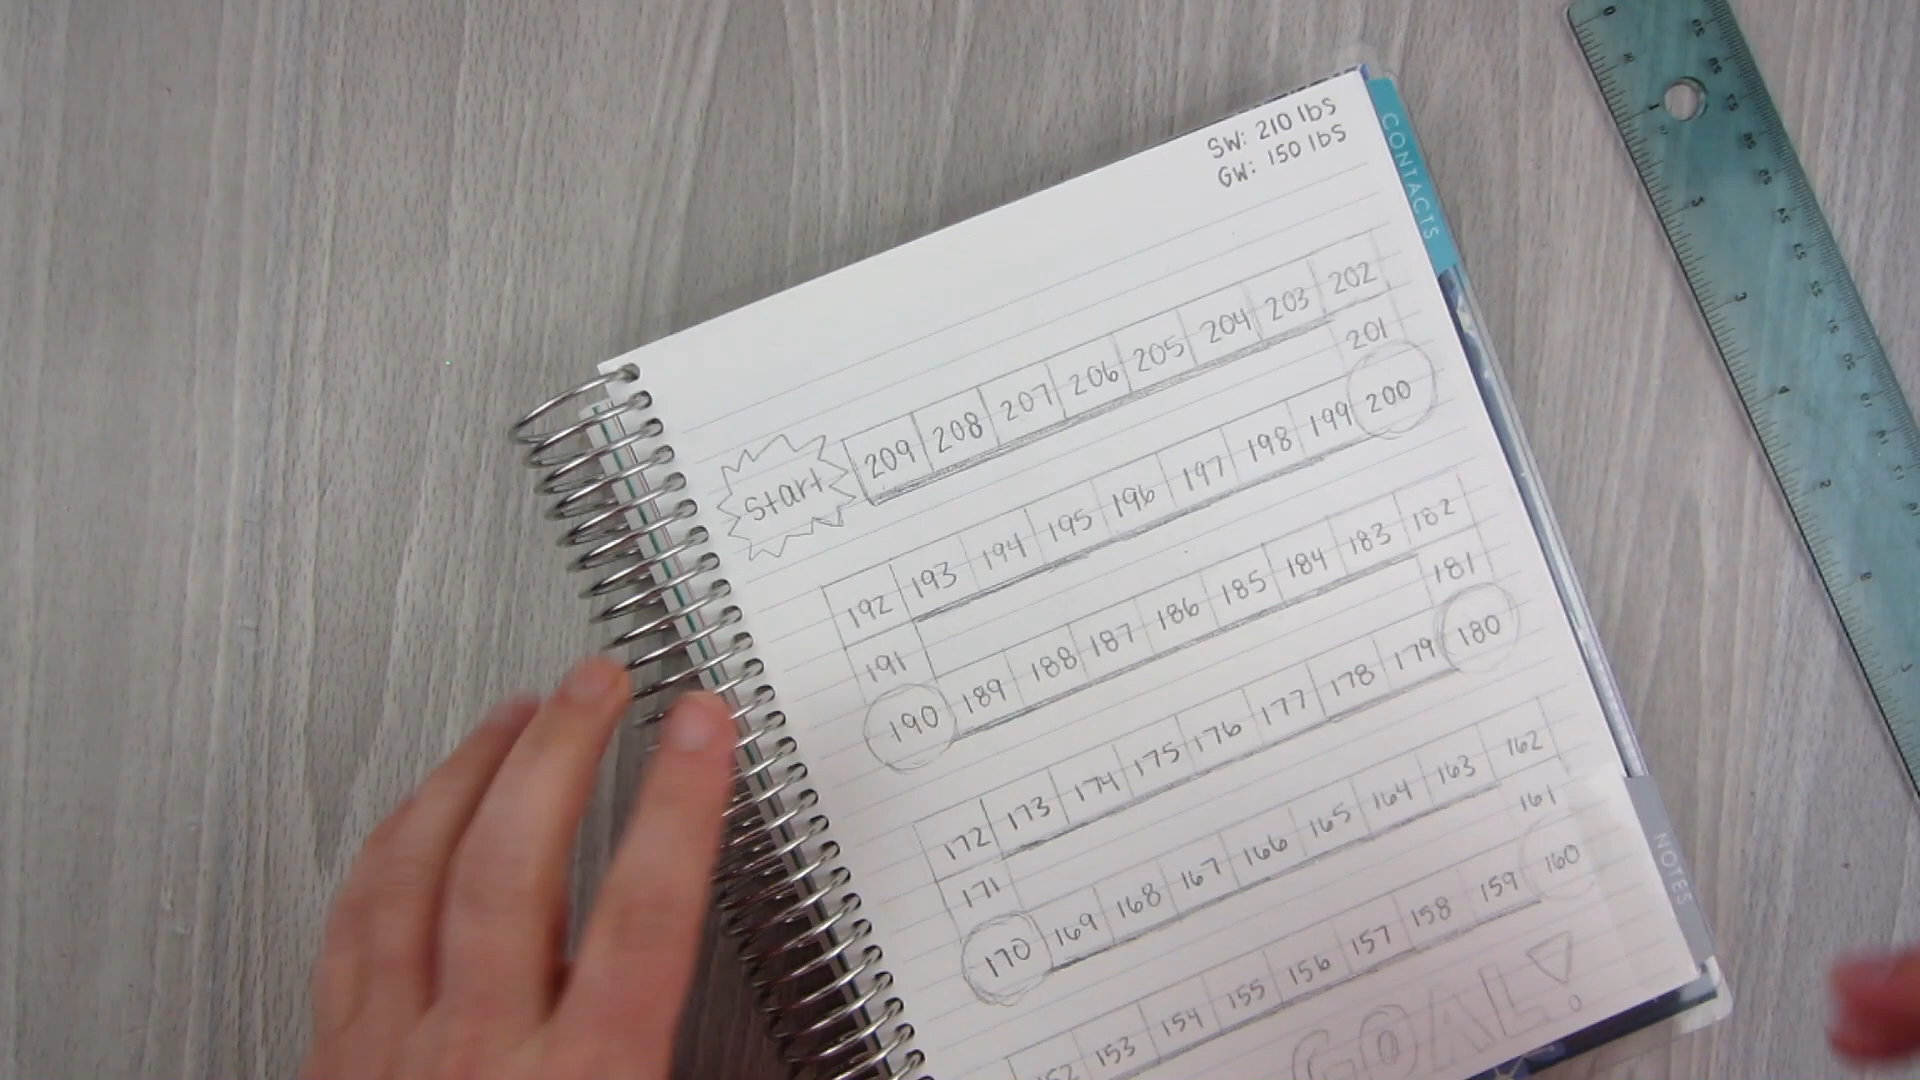 SW: 210 lbs
GW: 150 lbs
CONTACTS
Start 209 208 207 206 205 204 203 202
201
192 193 194 195 196 197 198 199 200
191
190 189 188 187 186 185 184 183 182
181
172 173 174 175 176 177 178 179 180
171
170 169 168 167 166 165 164 163 162
161
152 153 154 155 156 157 158 159 160
GOAL!
NOTES